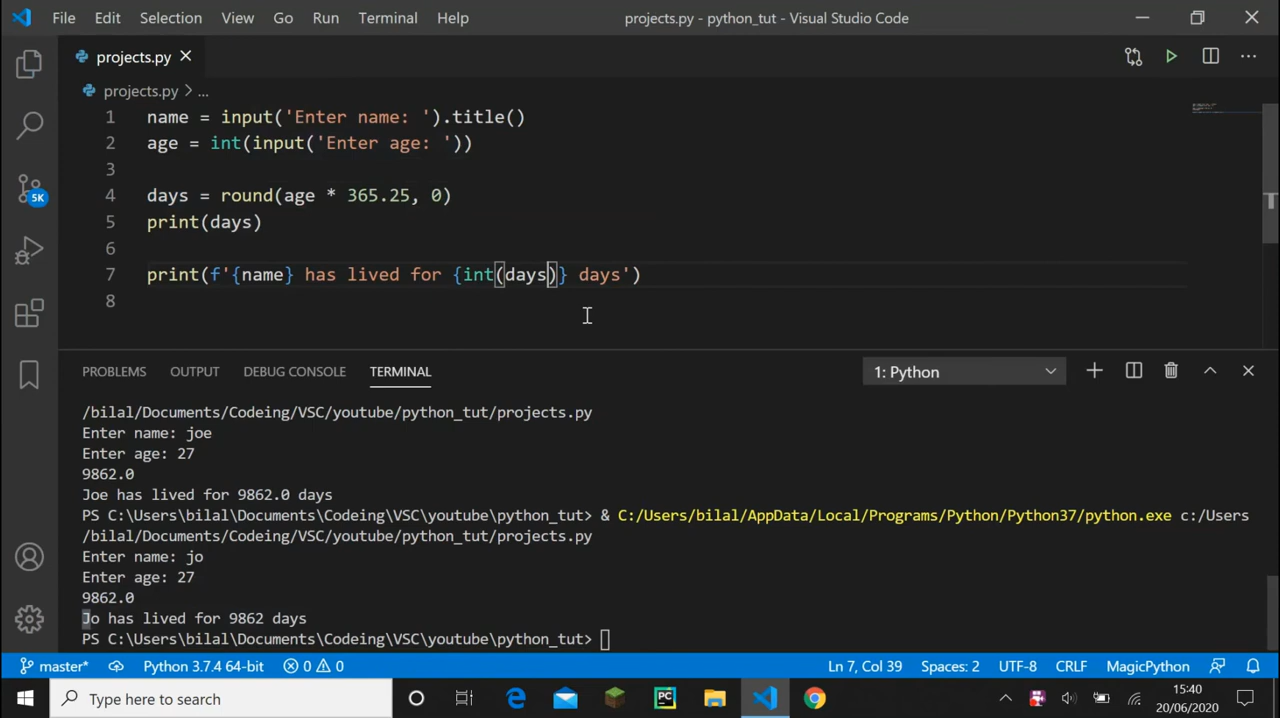 File Edit Selection View Go Run Terminal Help projects.py - python_tut - Visual Studio Code
projects.py
projects.py > ...
1 name = input('Enter name: ').title()
2 age = int(input('Enter age: '))
3
4 days = round(age * 365.25, 0)
5 print(days)
6
7 print(f'{name} has lived for {int(days)} days')
8
5K
PROBLEMS OUTPUT DEBUG CONSOLE TERMINAL 1: Python
/bilal/Documents/Codeing/VSC/youtube/python_tut/projects.py
Enter name: joe
Enter age: 27
9862.0
Joe has lived for 9862.0 days
PS C:\Users\bilal\Documents\Codeing\VSC\youtube\python_tut> & C:/Users/bilal/AppData/Local/Programs/Python/Python37/python.exe c:/Users
/bilal/Documents/Codeing/VSC/youtube/python_tut/projects.py
Enter name: jo
Enter age: 27
9862.0
Jo has lived for 9862 days
PS C:\Users\bilal\Documents\Codeing\VSC\youtube\python_tut>
master* Python 3.7.4 64-bit 0 0 Ln 7, Col 39 Spaces: 2 UTF-8 CRLF MagicPython
Type here to search PC 15:40
20/06/2020